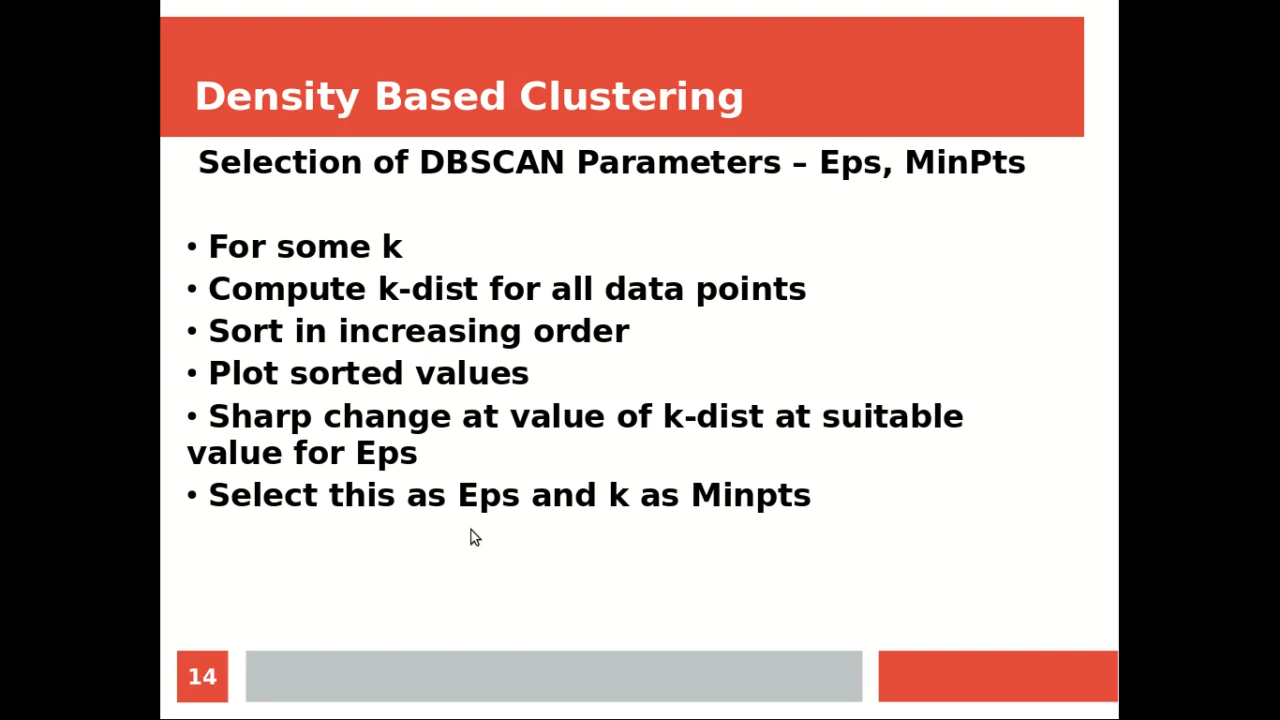 Density Based Clustering
Selection of DBSCAN Parameters – Eps, MinPts
• For some k
• Compute k-dist for all data points
• Sort in increasing order
• Plot sorted values
• Sharp change at value of k-dist at suitable
value for Eps
• Select this as Eps and k as Minpts
14